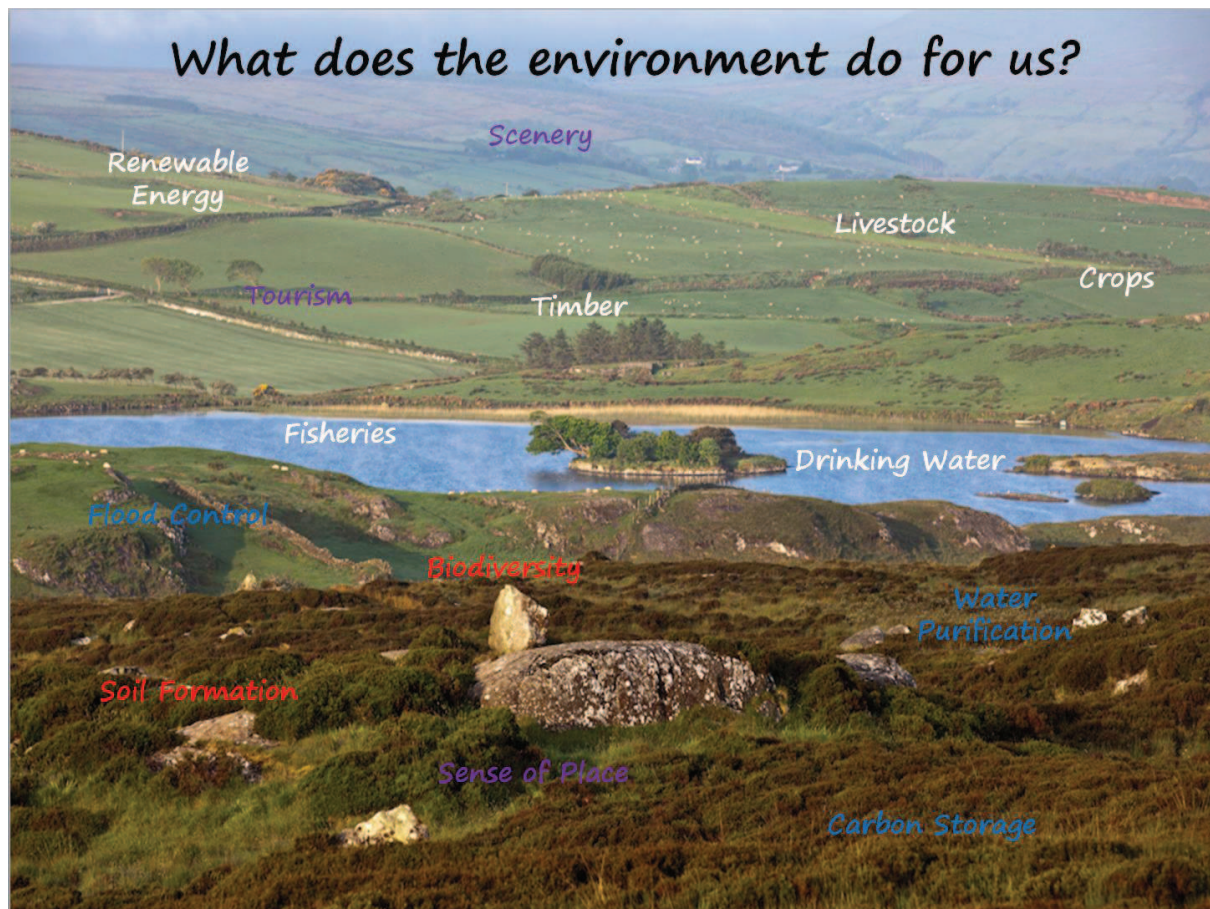 What does the environment do for us?
Scenery
Renewable
Energy
Livestock
Crops
Tourism
Timber
Fisheries
Drinking Water
Flood Control
Biodiversity
Water
Purification
Soil Formation
Sense of Place
Carbon Storage